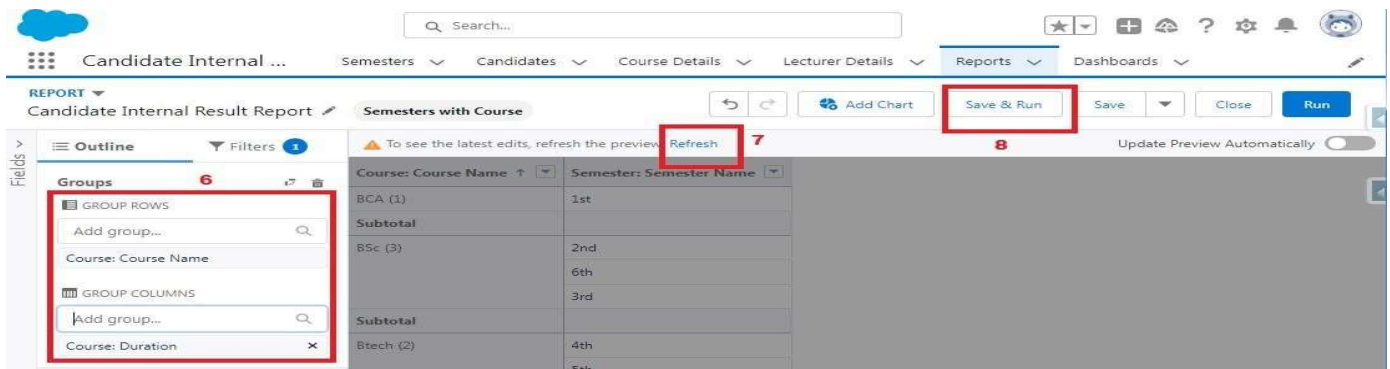 Search...
Candidate Internal ... Semesters Candidates Course Details Lecturer Details Reports Dashboards
REPORT
Candidate Internal Result Report Semesters with Course Add Chart Save & Run Save Close Run
Fields
Outline Filters 1 To see the latest edits, refresh the preview Refresh 7 8 Update Preview Automatically
Groups 6 Course: Course Name Semester: Semester Name
GROUP ROWS BCA (1) 1st
Add group... Subtotal
Course: Course Name BSc (3) 2nd
6th
GROUP COLUMNS 3rd
Add group... Subtotal
Course: Duration Btech (2) 4th
5th